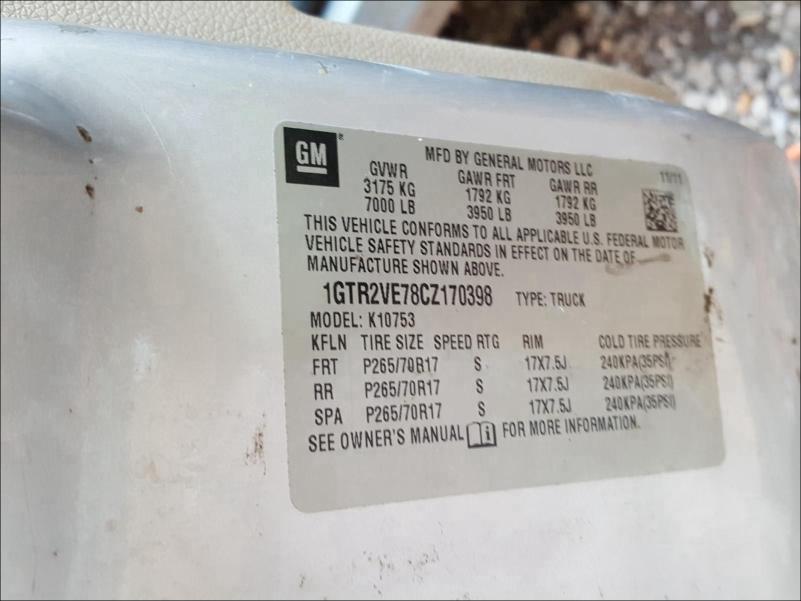 GM ®
MFD BY GENERAL MOTORS LLC
11/11
GVWR GAWR FRT GAWR RR
3175 KG 1792 KG 1792 KG
7000 LB 3950 LB 3950 LB
THIS VEHICLE CONFORMS TO ALL APPLICABLE U.S. FEDERAL MOTOR
VEHICLE SAFETY STANDARDS IN EFFECT ON THE DATE OF
MANUFACTURE SHOWN ABOVE.
1GTR2VE78CZ170398 TYPE: TRUCK
MODEL: K10753
KFLN TIRE SIZE SPEED RTG RIM COLD TIRE PRESSURE
FRT P265/70R17 S 17X7.5J 240KPA(35PSI)
RR P265/70R17 S 17X7.5J 240KPA(35PSI)
SPA P265/70R17 S 17X7.5J 240KPA(35PSI)
SEE OWNER'S MANUAL FOR MORE INFORMATION.